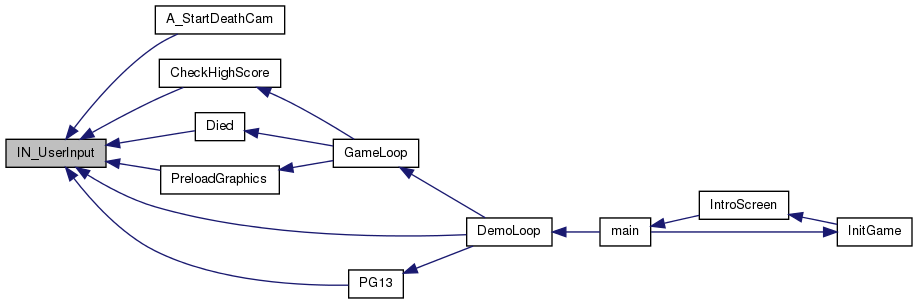 A_StartDeathCam
CheckHighScore
Died
IN_UserInput
GameLoop
PreloadGraphics
IntroScreen
DemoLoop
main
InitGame
PG13